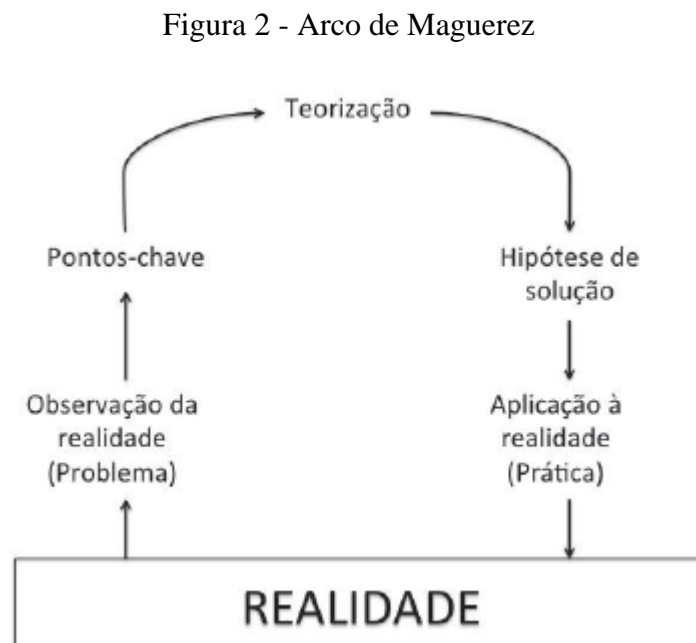 Figura 2 - Arco de Maguerez
Teorização
Pontos-chave
Hipótese de
solução
Observação da
realidade
(Problema)
Aplicação à
realidade
(Prática)
REALIDADE